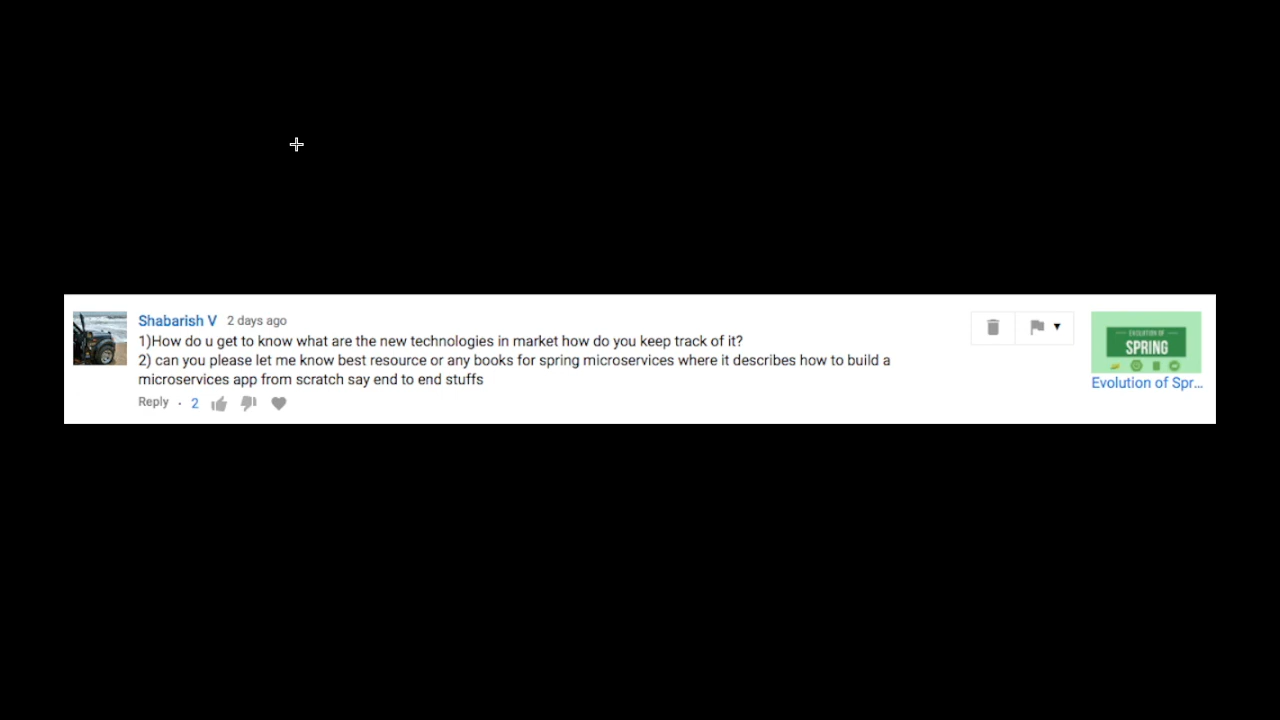 Shabarish V 2 days ago
1)How do u get to know what are the new technologies in market how do you keep track of it?
2) can you please let me know best resource or any books for spring microservices where it describes how to build a
microservices app from scratch say end to end stuffs
Reply · 2
EVOLUTION OF
SPRING
Evolution of Spr...